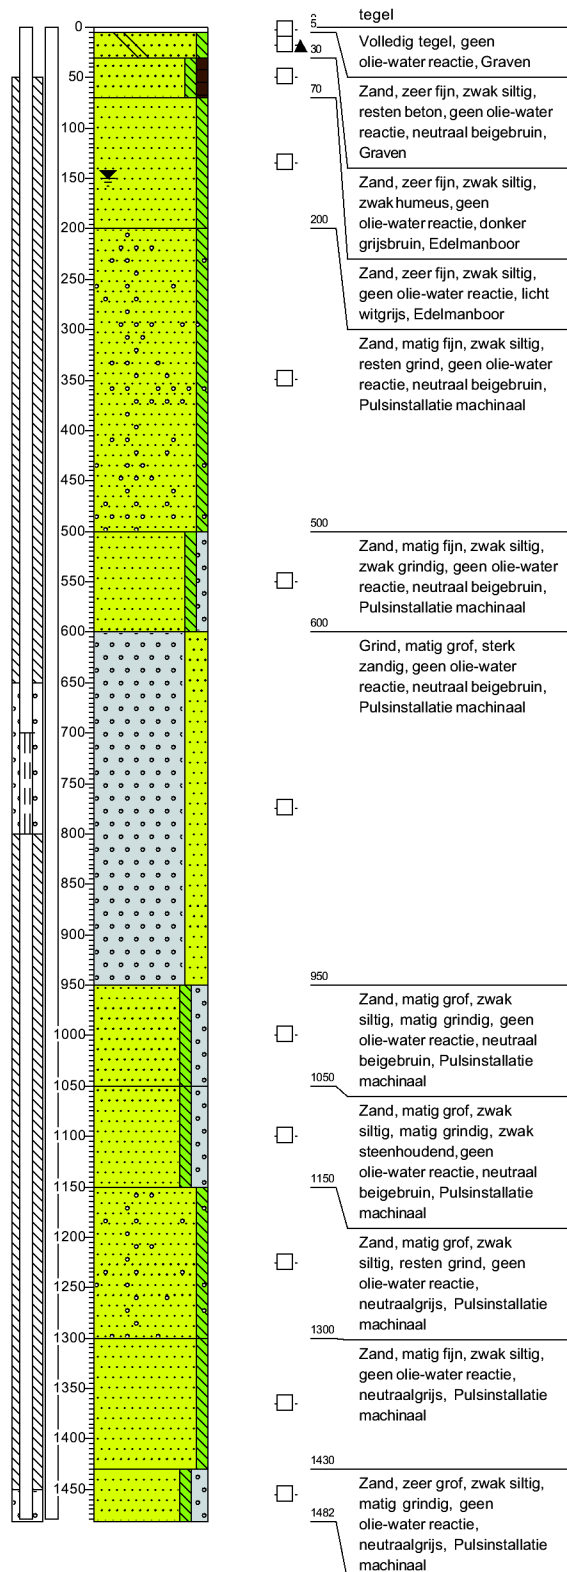 tegel
0
5
Volledig tegel, geen
olie-water reactie, Graven
30
Zand, zeer fijn, zwak siltig,
resten beton, geen olie-water
reactie, neutraal beigebruin,
Graven
70
Zand, zeer fijn, zwak siltig,
zwak humeus, geen
olie-water reactie, donker
grijsbruin, Edelmanboor
200
Zand, zeer fijn, zwak siltig,
geen olie-water reactie, licht
witgrijs, Edelmanboor
Zand, matig fijn, zwak siltig,
resten grind, geen olie-water
reactie, neutraal beigebruin,
Pulsinstallatie machinaal
500
Zand, matig fijn, zwak siltig,
zwak grindig, geen olie-water
reactie, neutraal beigebruin,
Pulsinstallatie machinaal
600
Grind, matig grof, sterk
zandig, geen olie-water
reactie, neutraal beigebruin,
Pulsinstallatie machinaal
950
Zand, matig grof, zwak
siltig, matig grindig, geen
olie-water reactie, neutraal
beigebruin, Pulsinstallatie
machinaal
1050
Zand, matig grof, zwak
siltig, matig grindig, zwak
steenhoudend, geen
olie-water reactie, neutraal
beigebruin, Pulsinstallatie
machinaal
1150
Zand, matig grof, zwak
siltig, resten grind, geen
olie-water reactie,
neutraalgrijs, Pulsinstallatie
machinaal
1300
Zand, matig fijn, zwak siltig,
geen olie-water reactie,
neutraalgrijs, Pulsinstallatie
machinaal
1430
Zand, zeer grof, zwak siltig,
matig grindig, geen
olie-water reactie,
neutraalgrijs, Pulsinstallatie
machinaal
1482
0
50
100
150
200
250
300
350
400
450
500
550
600
650
700
750
800
850
900
950
1000
1050
1100
1150
1200
1250
1300
1350
1400
1450